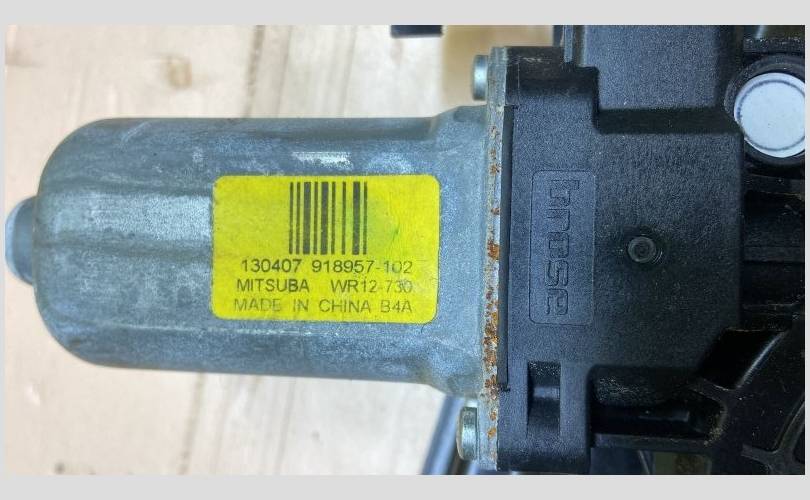 130407 918957-102
MITSUBA WR12-730
MADE IN CHINA B4A
brose